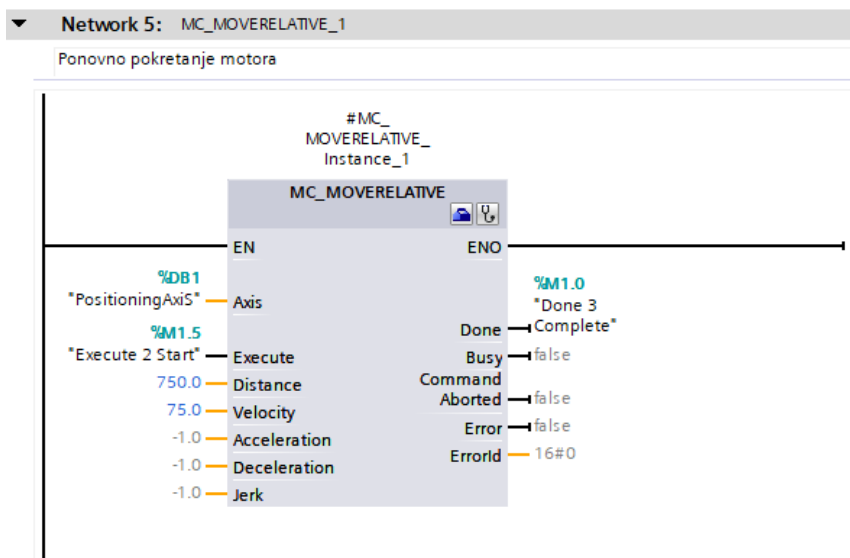 Network 5: MC_MOVERELATIVE_1
Ponovno pokretanje motora
#MC_
MOVERELATIVE_
Instance_1
MC_MOVERELATIVE
EN ENO
%DB1
"PositioningAxiS" Axis
%M1.0
"Done 3
Complete"
Done
%M1.5
"Execute 2 Start" Execute
Busy false
750.0 Distance
Command
Aborted false
75.0 Velocity
Error false
-1.0 Acceleration
ErrorId 16#0
-1.0 Deceleration
-1.0 Jerk